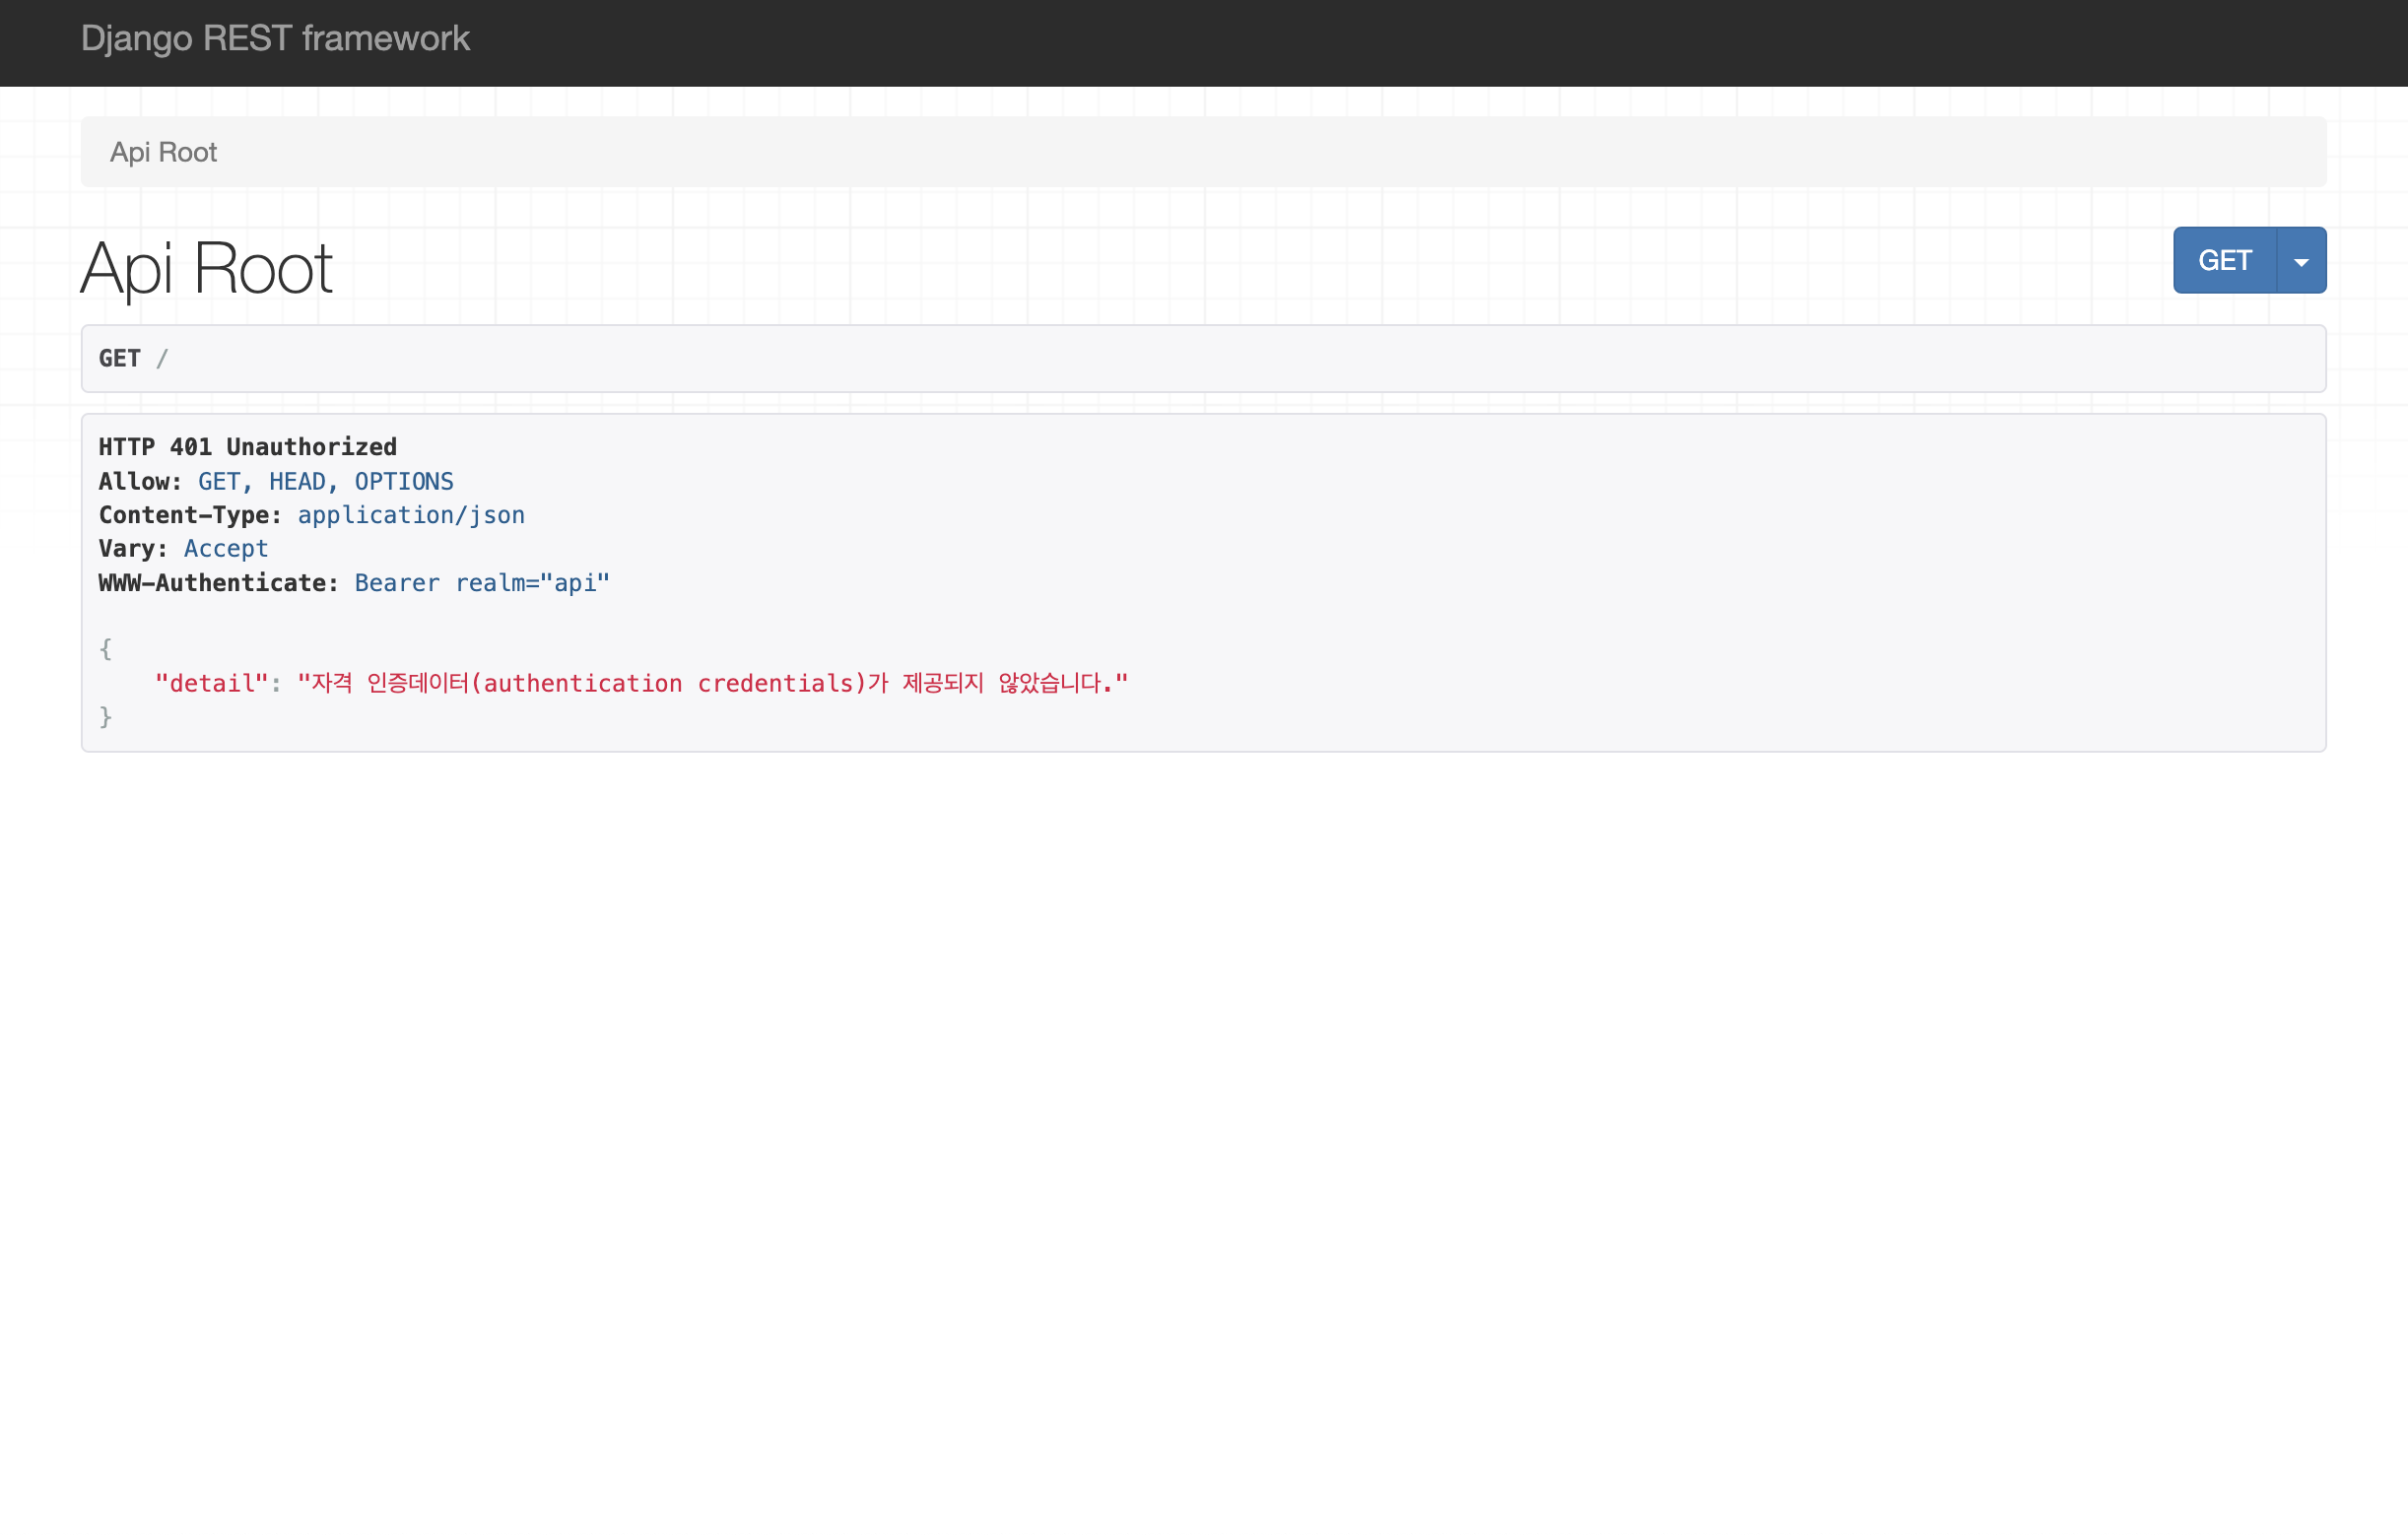 Django REST framework
Api Root
Api Root
GET
GET /
HTTP 401 Unauthorized
Allow: GET, HEAD, OPTIONS
Content-Type: application/json
Vary: Accept
WWW-Authenticate: Bearer realm="api"
{
    "detail": "자격 인증데이터(authentication credentials)가 제공되지 않았습니다."
}